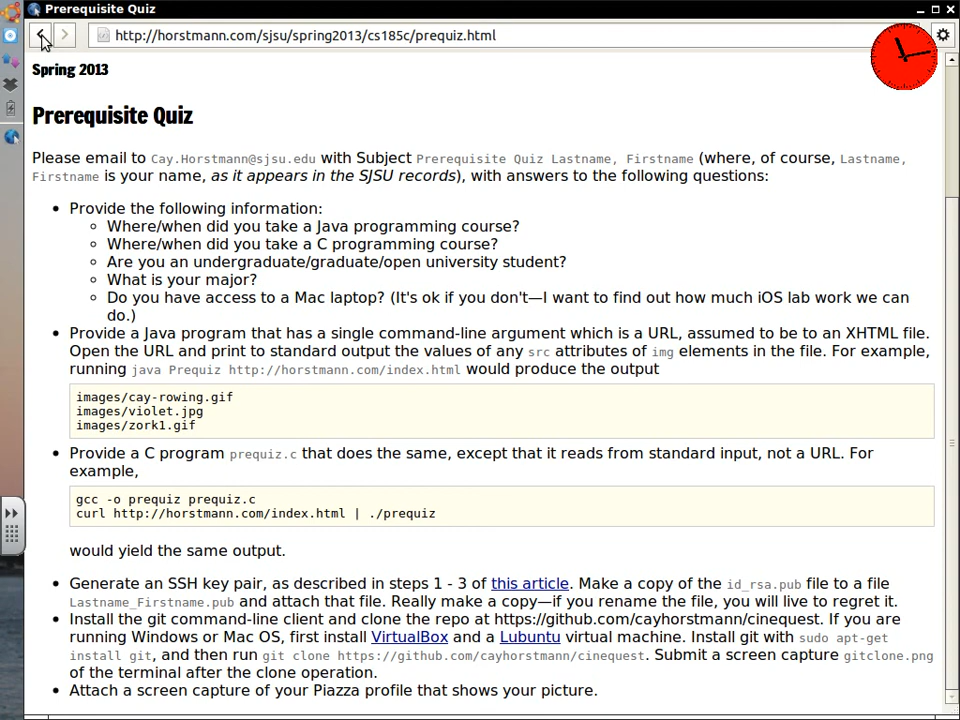 Prerequisite Quiz
http://horstmann.com/sjsu/spring2013/cs185c/prequiz.html
Spring 2013
Prerequisite Quiz
Please email to Cay.Horstmann@sjsu.edu with Subject Prerequisite Quiz Lastname, Firstname (where, of course, Lastname,
Firstname is your name, as it appears in the SJSU records), with answers to the following questions:
• Provide the following information:
◦ Where/when did you take a Java programming course?
◦ Where/when did you take a C programming course?
◦ Are you an undergraduate/graduate/open university student?
◦ What is your major?
◦ Do you have access to a Mac laptop? (It's ok if you don't—I want to find out how much iOS lab work we can
do.)
• Provide a Java program that has a single command-line argument which is a URL, assumed to be to an XHTML file.
Open the URL and print to standard output the values of any src attributes of img elements in the file. For example,
running java Prequiz http://horstmann.com/index.html would produce the output
images/cay-rowing.gif
images/violet.jpg
images/zork1.gif
• Provide a C program prequiz.c that does the same, except that it reads from standard input, not a URL. For
example,
gcc -o prequiz prequiz.c
curl http://horstmann.com/index.html | ./prequiz
would yield the same output.
• Generate an SSH key pair, as described in steps 1 - 3 of this article. Make a copy of the id_rsa.pub file to a file
Lastname_Firstname.pub and attach that file. Really make a copy—if you rename the file, you will live to regret it.
• Install the git command-line client and clone the repo at https://github.com/cayhorstmann/cinequest. If you are
running Windows or Mac OS, first install VirtualBox and a Lubuntu virtual machine. Install git with sudo apt-get
install git, and then run git clone https://github.com/cayhorstmann/cinequest. Submit a screen capture gitclone.png
of the terminal after the clone operation.
• Attach a screen capture of your Piazza profile that shows your picture.